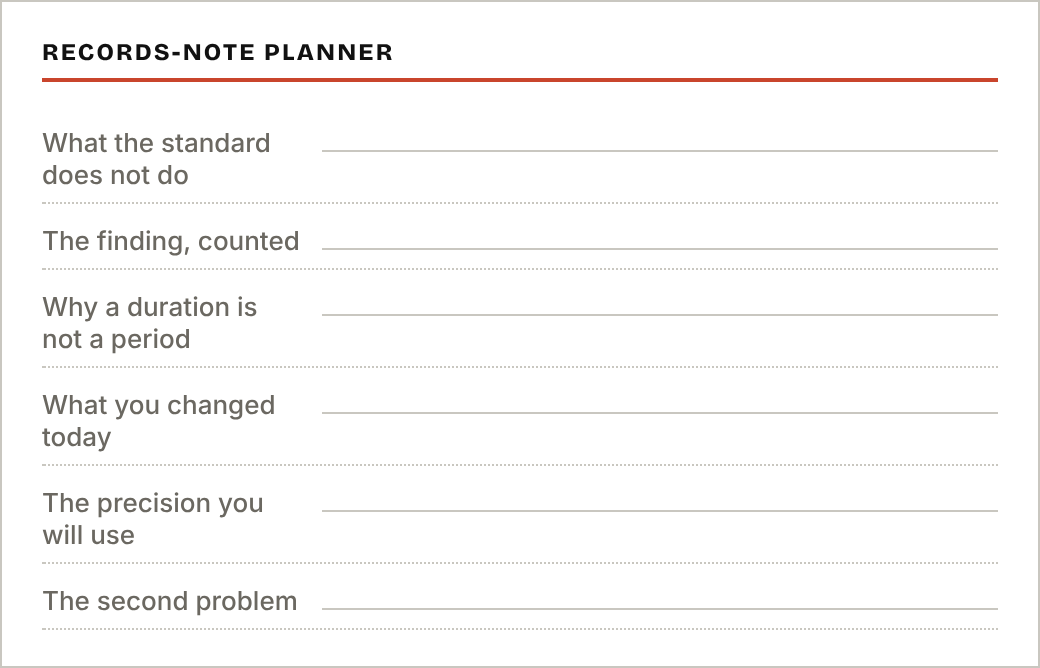 RECORDS-NOTE PLANNER
What the standard
does not do
The finding, counted
Why a duration is
not a period
What you changed
today
The precision you
will use
The second problem